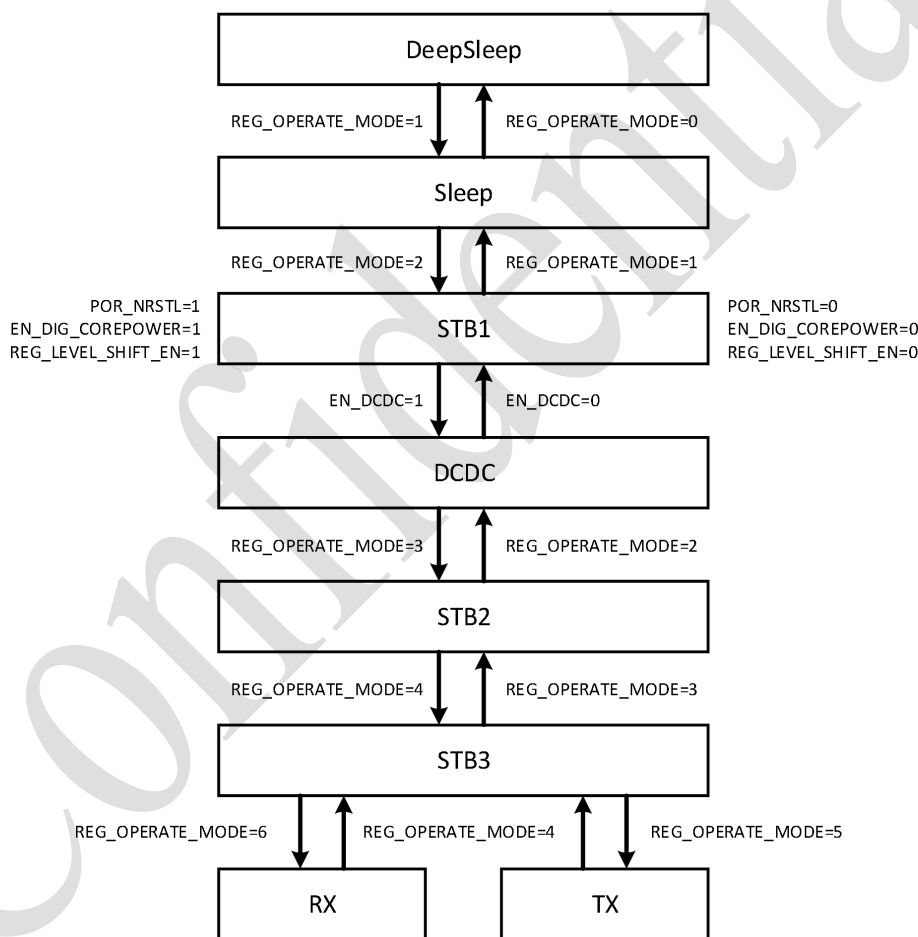 DeepSleep
REG_OPERATE_MODE=1 REG_OPERATE_MODE=0
Sleep
REG_OPERATE_MODE=2 REG_OPERATE_MODE=1
POR_NRSTL=1
EN_DIG_COREPOWER=1
REG_LEVEL_SHIFT_EN=1
STB1
POR_NRSTL=0
EN_DIG_COREPOWER=0
REG_LEVEL_SHIFT_EN=0
EN_DCDC=1 EN_DCDC=0
DCDC
REG_OPERATE_MODE=3 REG_OPERATE_MODE=2
STB2
REG_OPERATE_MODE=4 REG_OPERATE_MODE=3
STB3
REG_OPERATE_MODE=6 REG_OPERATE_MODE=4 REG_OPERATE_MODE=5
RX TX
Confidential